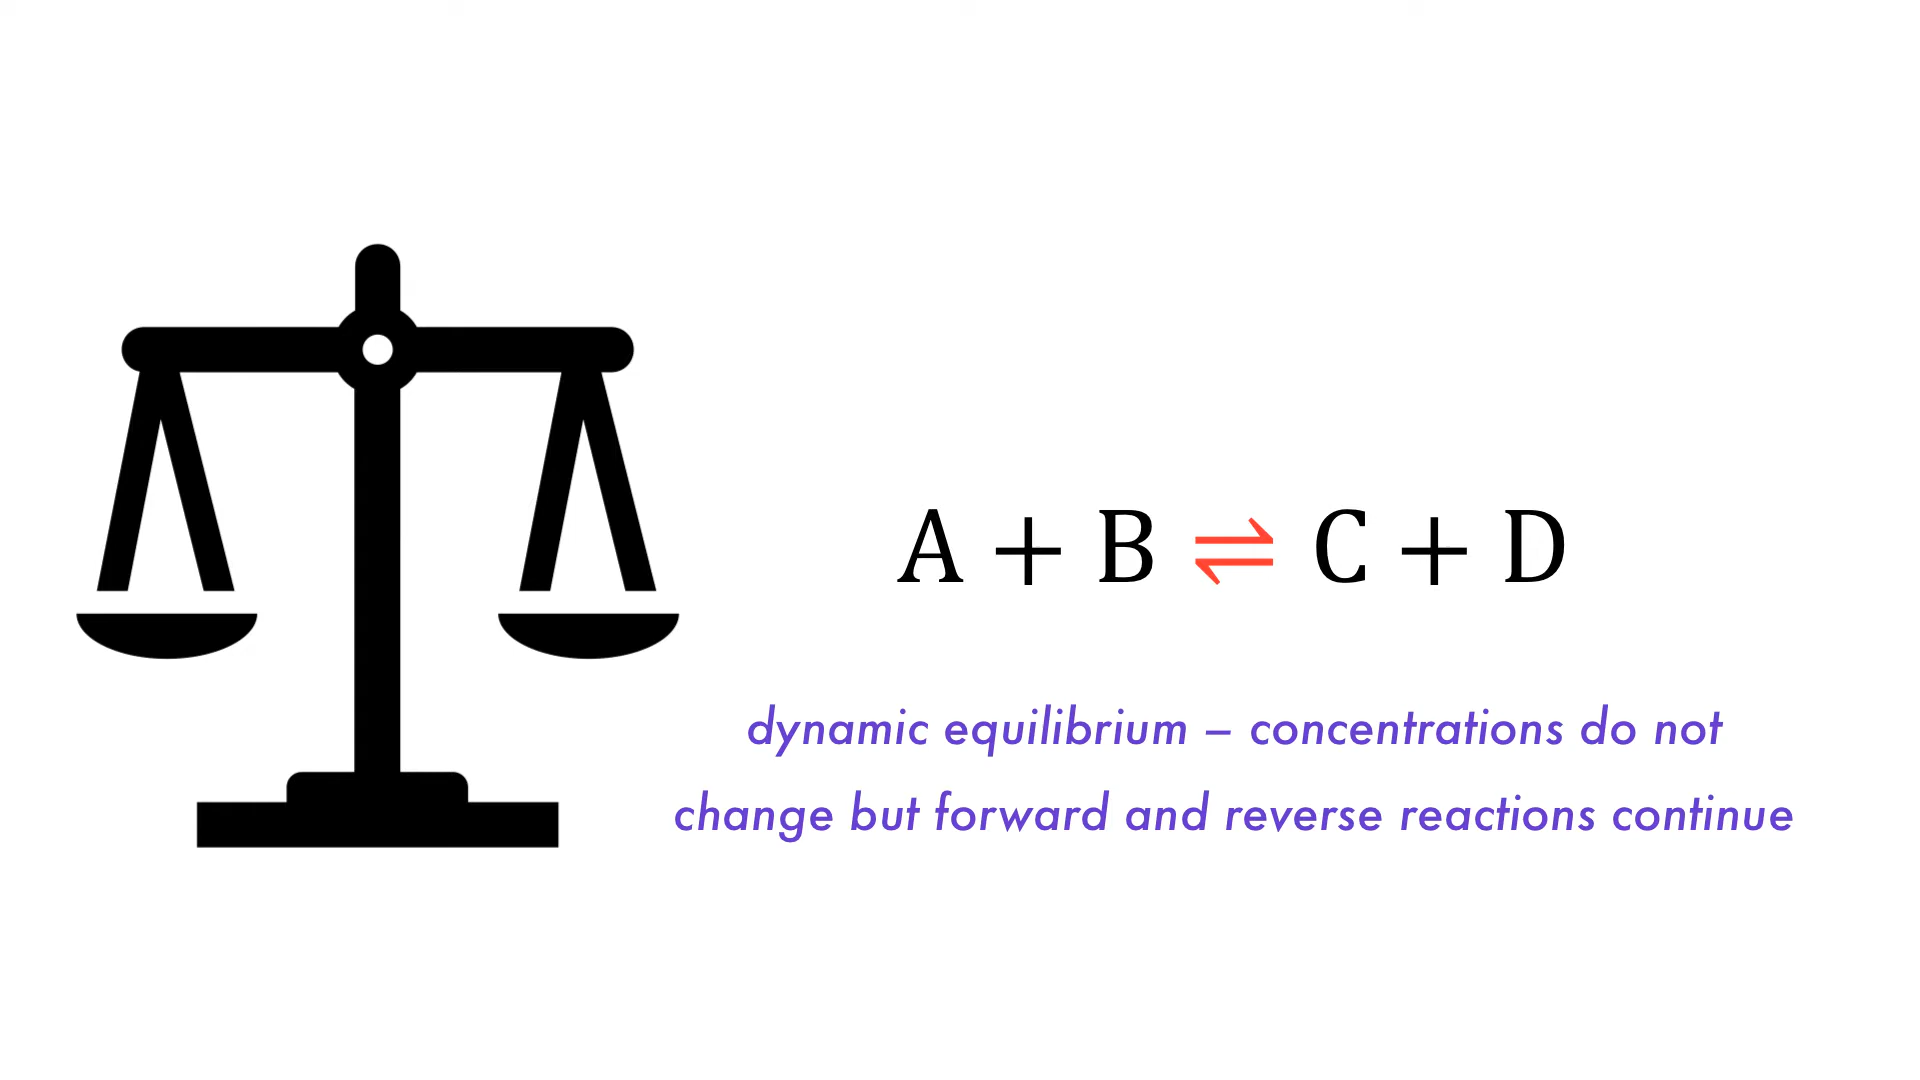 A + B ⇌ C + D
dynamic equilibrium – concentrations do not
change but forward and reverse reactions continue